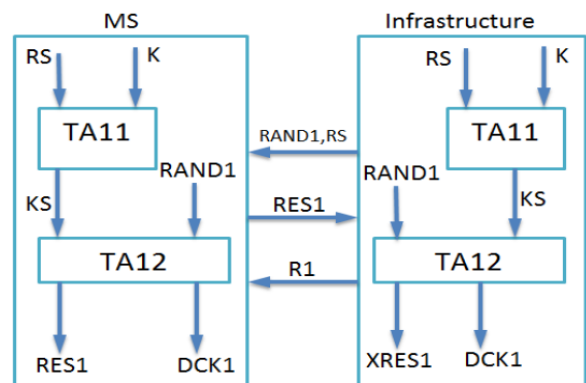 MS
Infrastructure
RS
K
RS
K
TA11
TA11
RAND1,RS
RAND1
RAND1
KS
KS
RES1
TA12
TA12
R1
RES1
DCK1
XRES1
DCK1